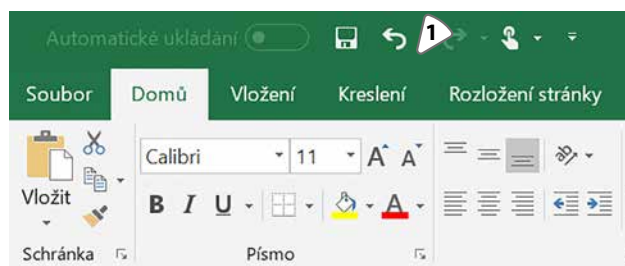 Automatické ukládání
1
Soubor Domů Vložení Kreslení Rozložení stránky
Calibri 11 A A
Vložit B I U A
Schránka Písmo